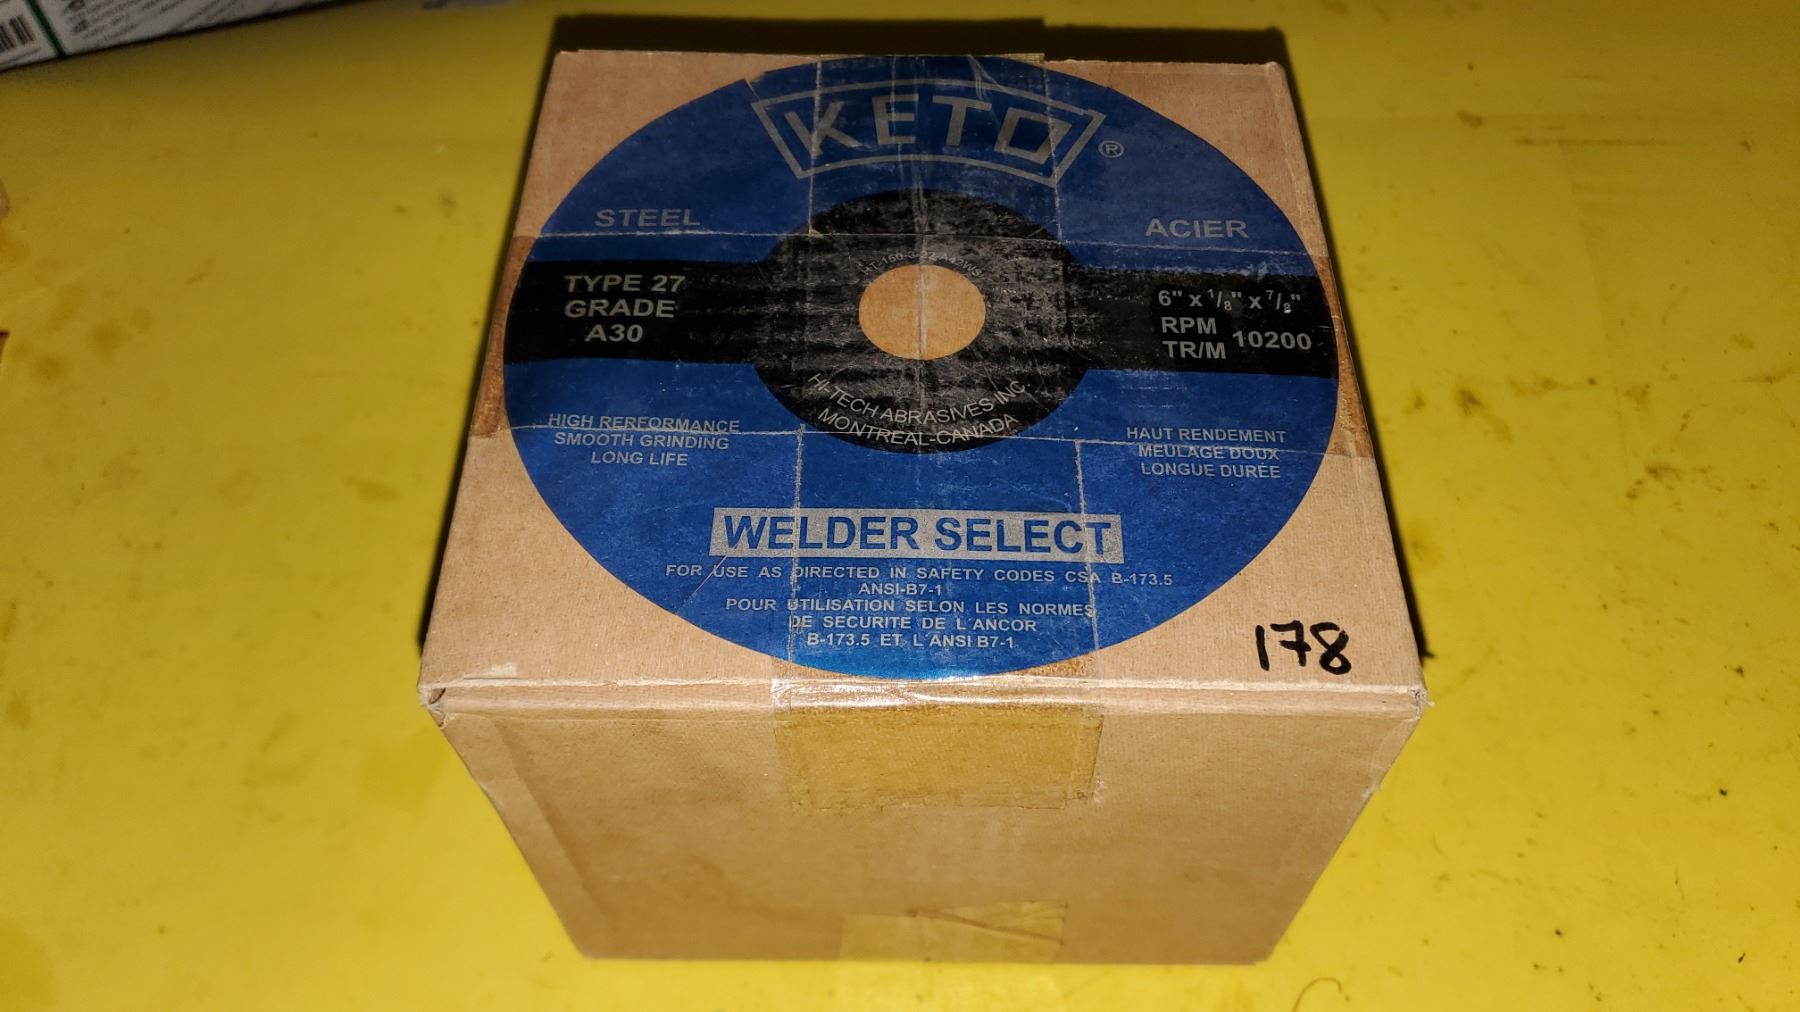 KETO ®
STEEL
ACIER
TYPE 27
GRADE
A30
6" x 1/8" x 7/8"
RPM
TR/M 10200
HI-TECH ABRASIVES INC.
MONTREAL-CANADA
HIGH RERFORMANCE
SMOOTH GRINDING
LONG LIFE
HAUT RENDEMENT
MEULAGE DOUX
LONGUE DURÉE
WELDER SELECT
FOR USE AS DIRECTED IN SAFETY CODES CSA B-173.5
ANSI-B7-1
POUR UTILISATION SELON LES NORMES
DE SECURITE DE L'ANCOR
B-173.5 ET L'ANSI B7-1
178